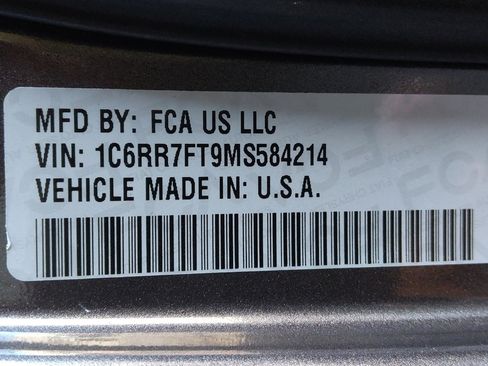 MFD BY: FCA US LLC
VIN: 1C6RR7FT9MS584214
VEHICLE MADE IN: U.S.A.